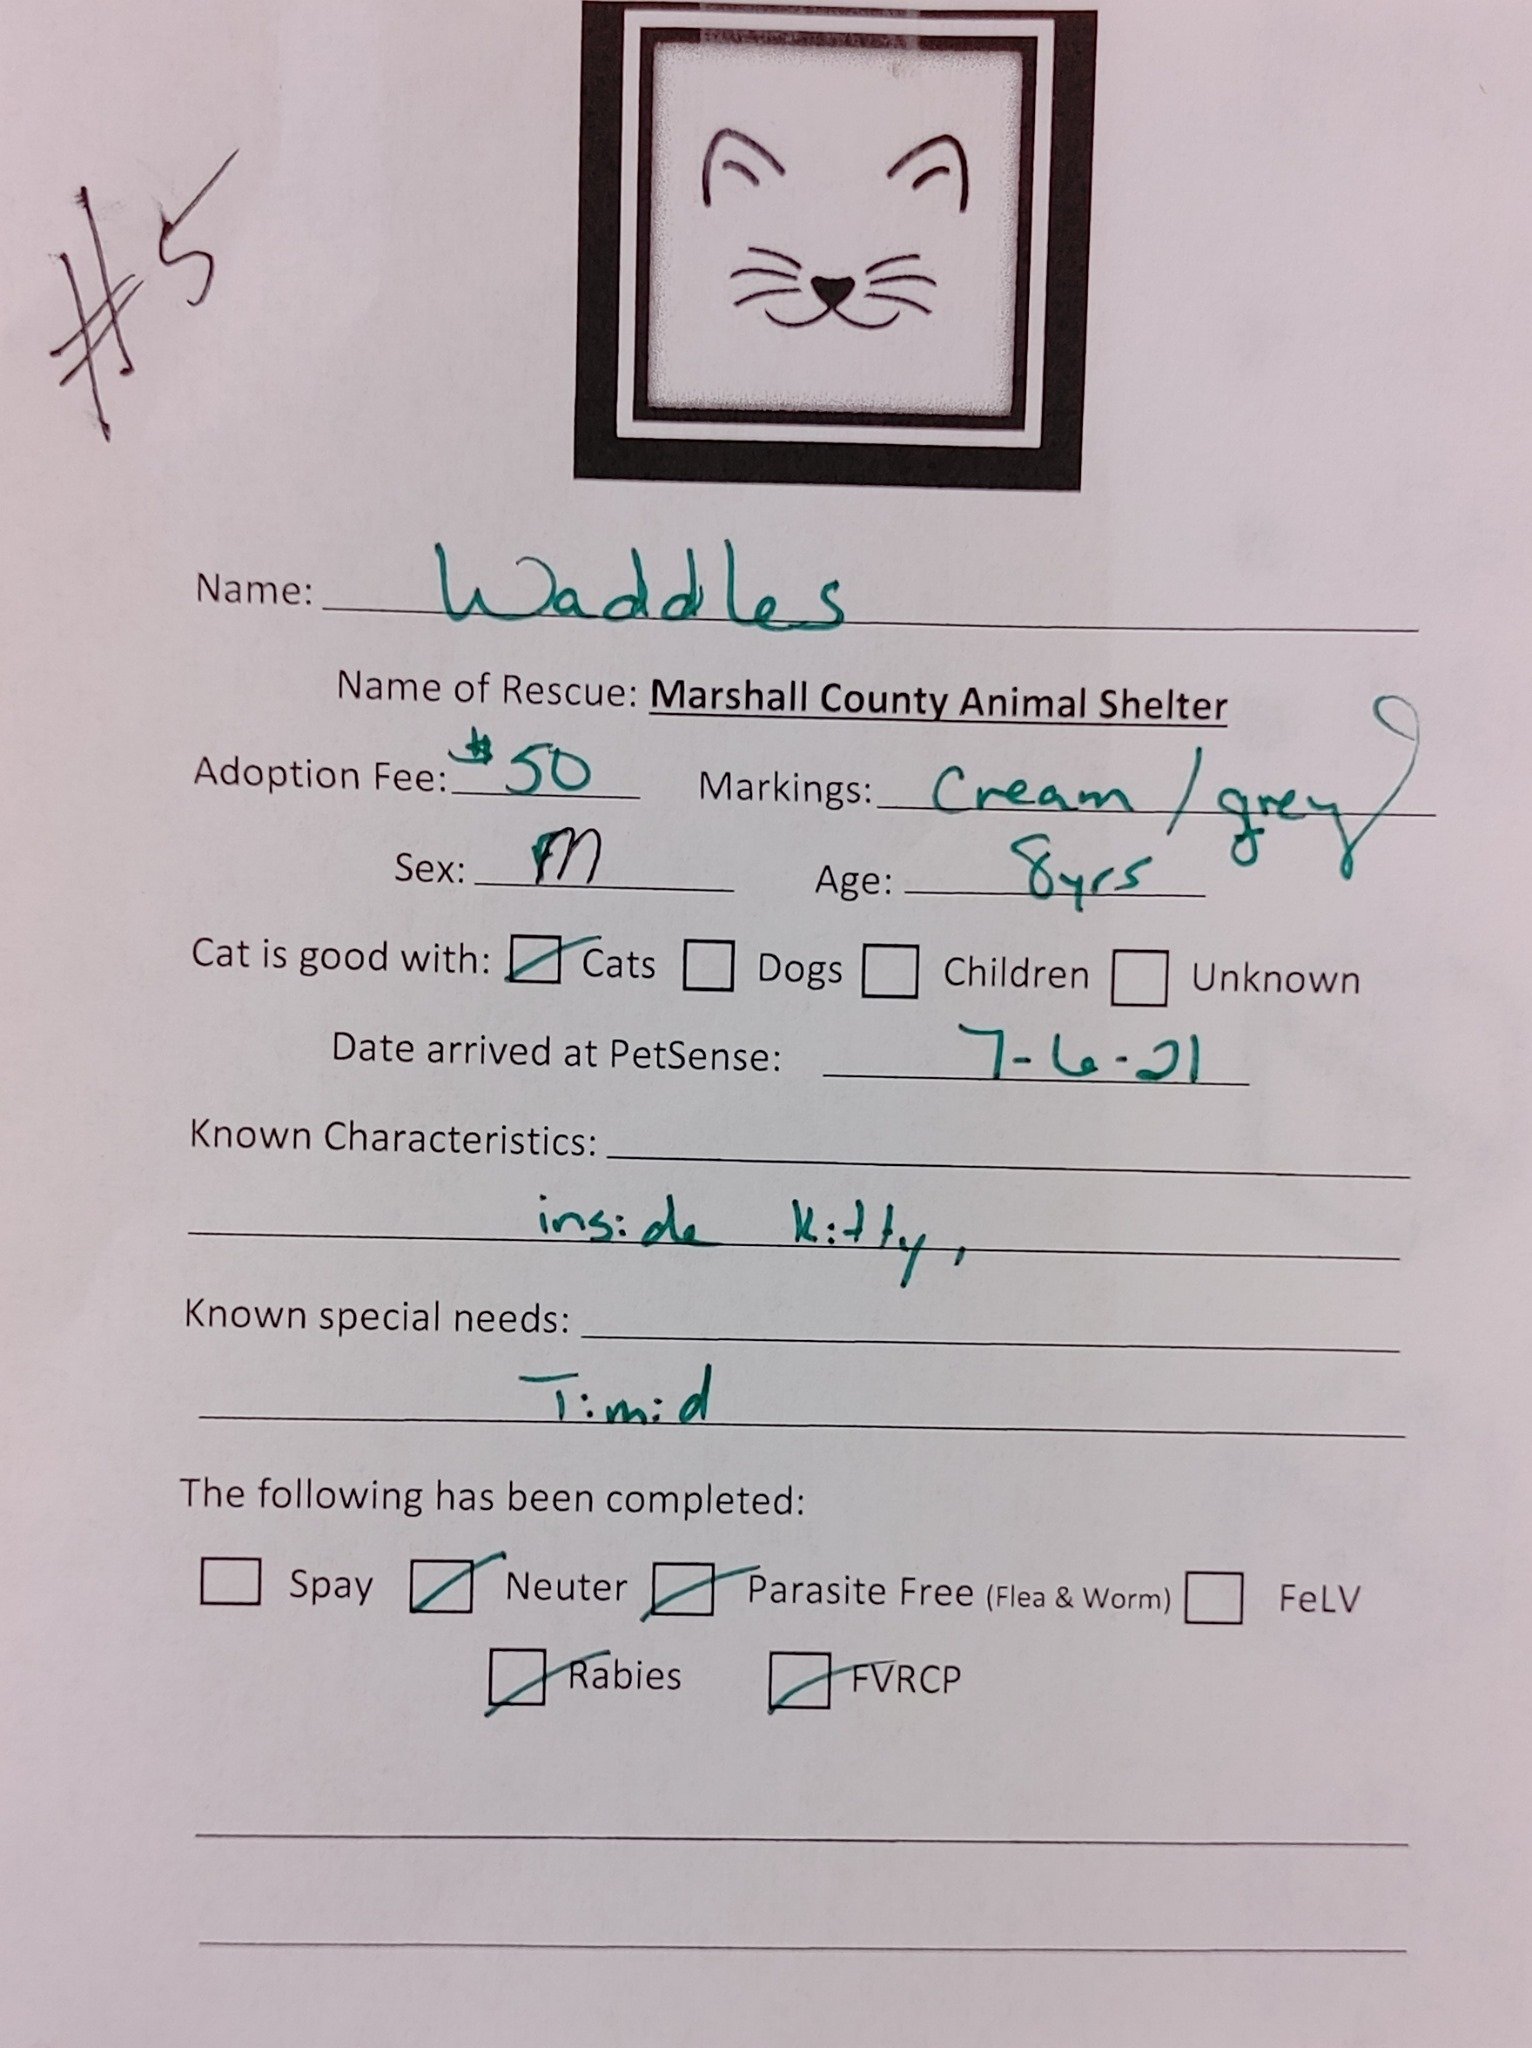 #5
Name: Waddles
Name of Rescue: Marshall County Animal Shelter
Adoption Fee: $50 Markings: Cream / grey
Sex: M Age: 8yrs
Cat is good with: Cats Dogs Children Unknown
Date arrived at PetSense: 7-6-21
Known Characteristics:
inside kitty,
Known special needs:
Timid
The following has been completed:
Spay Neuter Parasite Free (Flea & Worm) FeLV
Rabies FVRCP